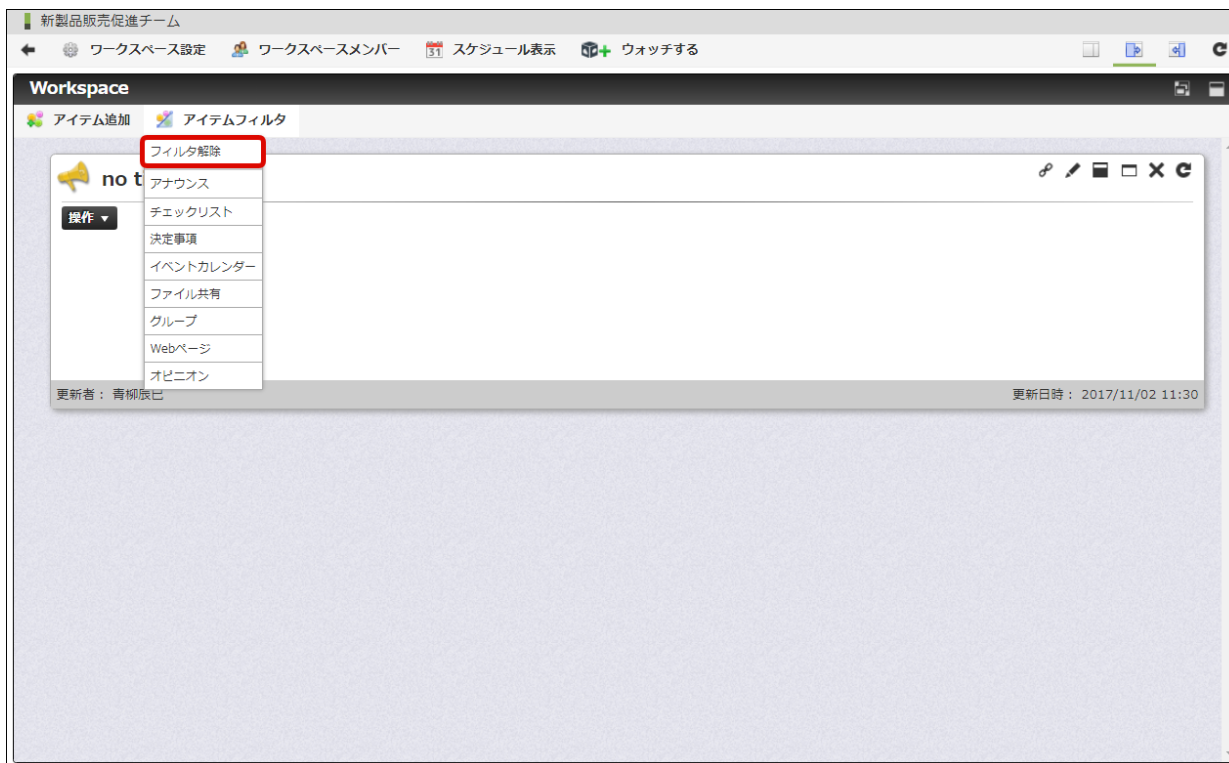 新製品販売促進チーム
ワークスペース設定 ワークスペースメンバー 31 スケジュール表示 ウォッチする
Workspace
アイテム追加 アイテムフィルタ
フィルタ解除
no t
アナウンス
操作 ▼
チェックリスト
決定事項
イベントカレンダー
ファイル共有
グループ
Webページ
オピニオン
更新者： 青柳辰巳 更新日時： 2017/11/02 11:30